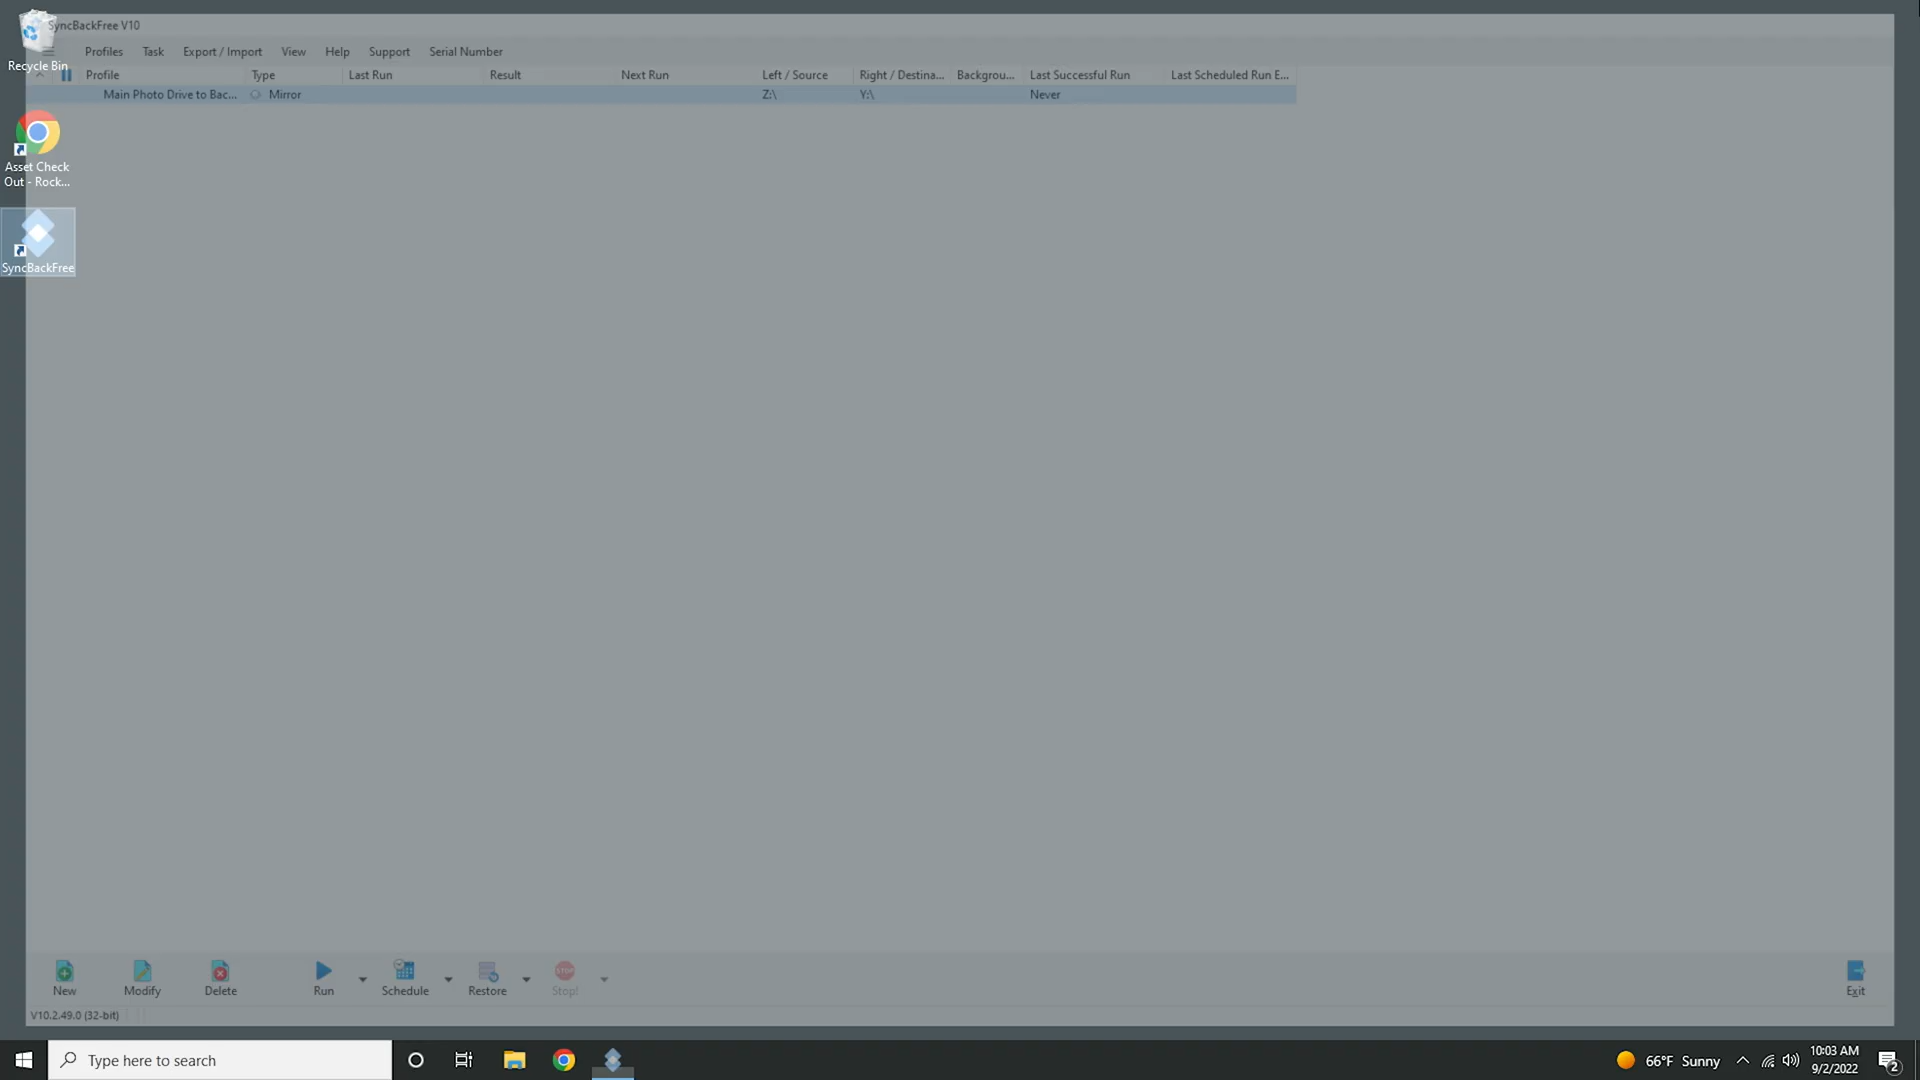 SyncBackFree V10
Profiles Task Export / Import View Help Support Serial Number
Profile Type Last Run Result Next Run Left / Source Right / Destina... Backgrou... Last Successful Run Last Scheduled Run E...
Main Photo Drive to Bac... Mirror Z:\ Y:\ Never
Recycle Bin
Asset Check
Out - Rock...
SyncBackFree
New Modify Delete Run Schedule Restore STOP Stop! Exit
V10.2.49.0 (32-bit)
Type here to search
66°F Sunny
10:03 AM
9/2/2022
2